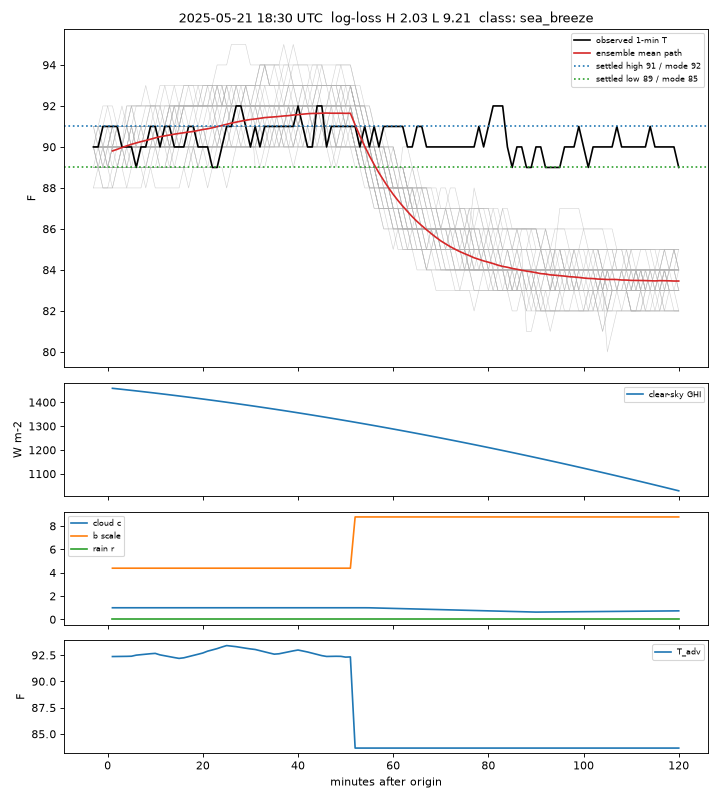 2025-05-21 18:30 UTC  log-loss H 2.03 L 9.21  class: sea_breeze
observed 1-min T
ensemble mean path
settled high 91 / mode 92
settled low 89 / mode 85
94
92
90
88
86
84
82
80
F
clear-sky GHI
1400
1300
1200
1100
W m-2
cloud c
b scale
rain r
8
6
4
2
0
T_adv
92.5
90.0
87.5
85.0
F
0 20 40 60 80 100 120
minutes after origin